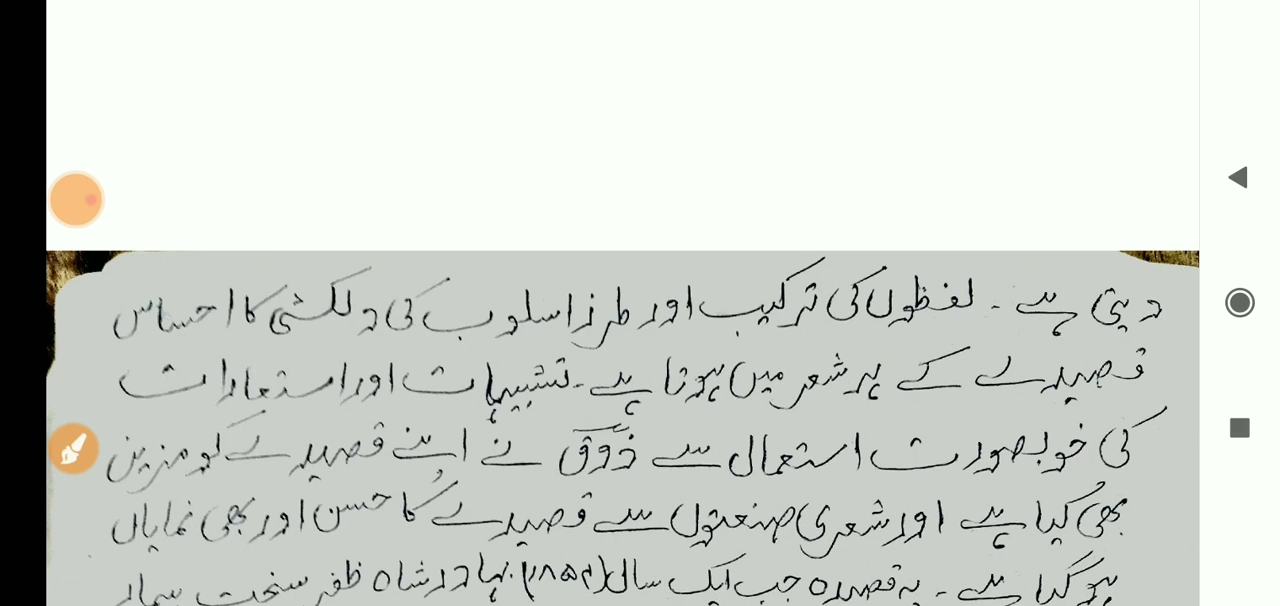 دیتی ہے ۔ لفظوں کی ترکیب اور طرز اسلوب کی دلکشی کا احساس
قصیدے کے ہر شعر میں ہوتا ہے ۔ تشبیہات اور استعارات
کی خوبصورت استعمال سے ذوق نے اپنے قصیدے کو مزین
بھی کیا ہے اور شعری صنعتوں سے قصیدے کا حسن اور بھی نمایاں
ہو گیا ہے ۔ یہ قصیدہ جب ایک سال بہادر شاہ ظفر سخت بیمار